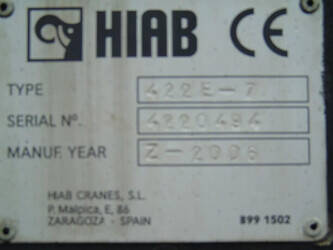 HIAB CE
TYPE 422E-7
SERIAL Nº. 4220494
MANUF. YEAR Z-2006
HIAB CRANES, S.L.
P. Malpica, E, 86
ZARAGOZA - SPAIN 899 1502